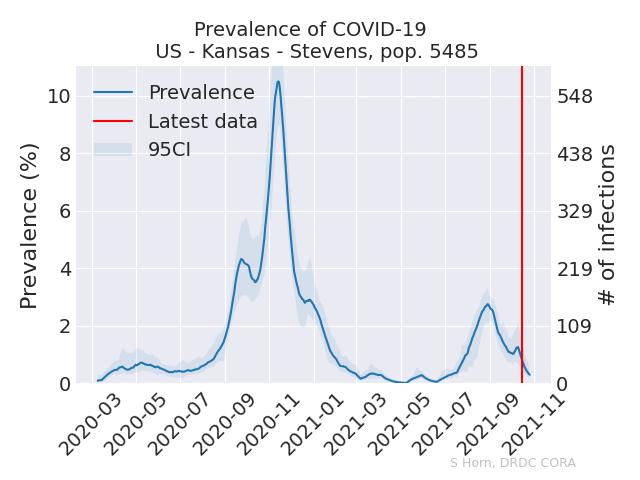 Prevalence of COVID-19
US - Kansas - Stevens, pop. 5485
Prevalence
Latest data
95CI
Prevalence (%)
10
8
6
4
2
0
548
438
329
219
109
0
# of infections
2020-03
2020-05
2020-07
2020-09
2020-11
2021-01
2021-03
2021-05
2021-07
2021-09
2021-11
S Horn, DRDC CORA